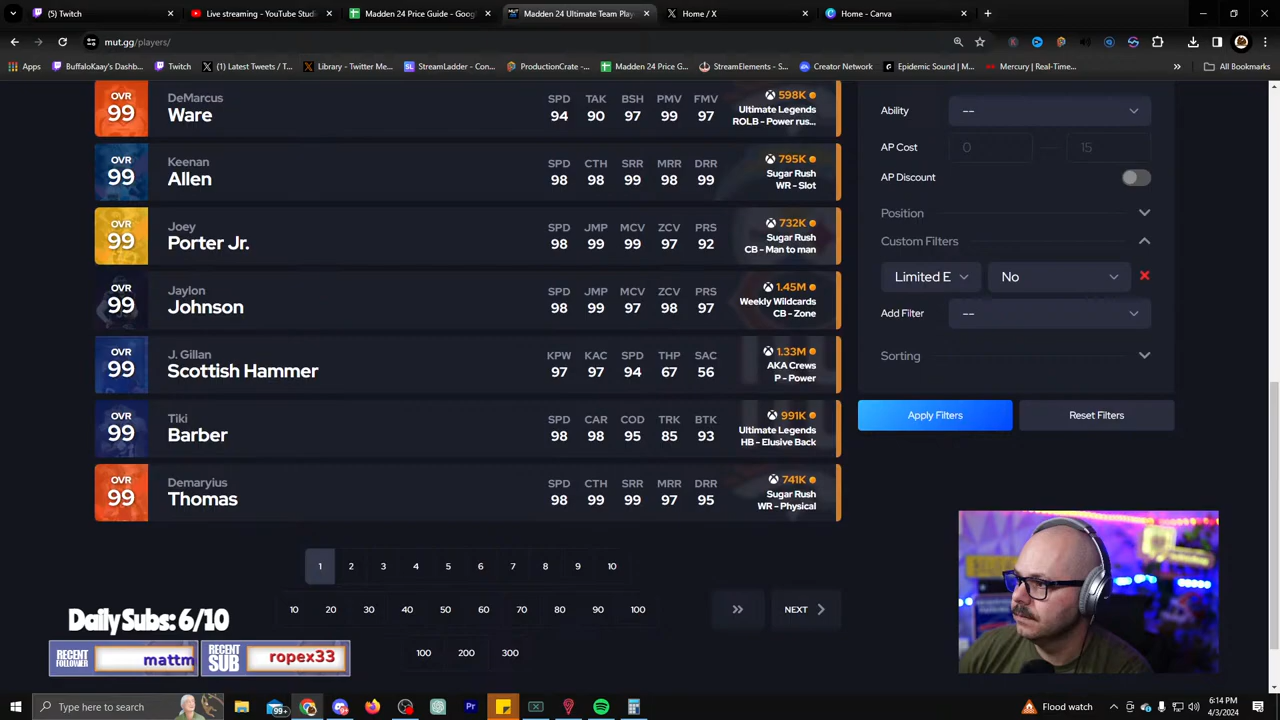 (5) Twitch
Live streaming - YouTube Studio
Madden 24 Price Guide - Goog
Madden 24 Ultimate Team Play
Home / X
Home - Canva
mut.gg/players/
Apps
BuffaloKaay's Dashb...
Twitch
(1) Latest Tweets / T...
Library - Twitter Me...
StreamLadder - Con...
ProductionCrate - ...
Madden 24 Price G...
StreamElements - M...
Creator Network
Epidemic Sound | M...
Mercury | Real-Time...
All Bookmarks
OVR 99 DeMarcus Ware SPD 94 TAK 90 BSH 97 PMV 99 FMV 97 598K
Ultimate Legends
ROLB - Power rus...
OVR 99 Keenan Allen SPD 98 CTH 98 SRR 99 MRR 98 DRR 99 795K
Sugar Rush
WR - Slot
OVR 99 Joey Porter Jr. SPD 98 JMP 99 MCV 99 ZCV 97 PRS 92 732K
Sugar Rush
CB - Man to man
OVR 99 Jaylon Johnson SPD 98 JMP 99 MCV 97 ZCV 98 PRS 97 1.45M
Weekly Wildcards
CB - Zone
OVR 99 J. Gillan Scottish Hammer KPW 97 KAC 97 SPD 94 THP 67 SAC 56 1.33M
AKA Crews
P - Power
OVR 99 Tiki Barber SPD 98 CAR 98 COD 95 TRK 85 BTK 93 991K
Ultimate Legends
HB - Elusive Back
OVR 99 Demaryius Thomas SPD 98 CTH 99 SRR 99 MRR 97 DRR 95 741K
Sugar Rush
WR - Physical
1 2 3 4 5 6 7 8 9 10
10 20 30 40 50 60 70 80 90 100
100 200 300
NEXT
Ability --
AP Cost 0 15
AP Discount
Position
Custom Filters
Limited E No
Add Filter --
Sorting
Apply Filters Reset Filters
Daily Subs: 6/10
RECENT FOLLOWER mattm
RECENT SUB ropex33
Type here to search
99+
Flood watch
6:14 PM
4/3/2024